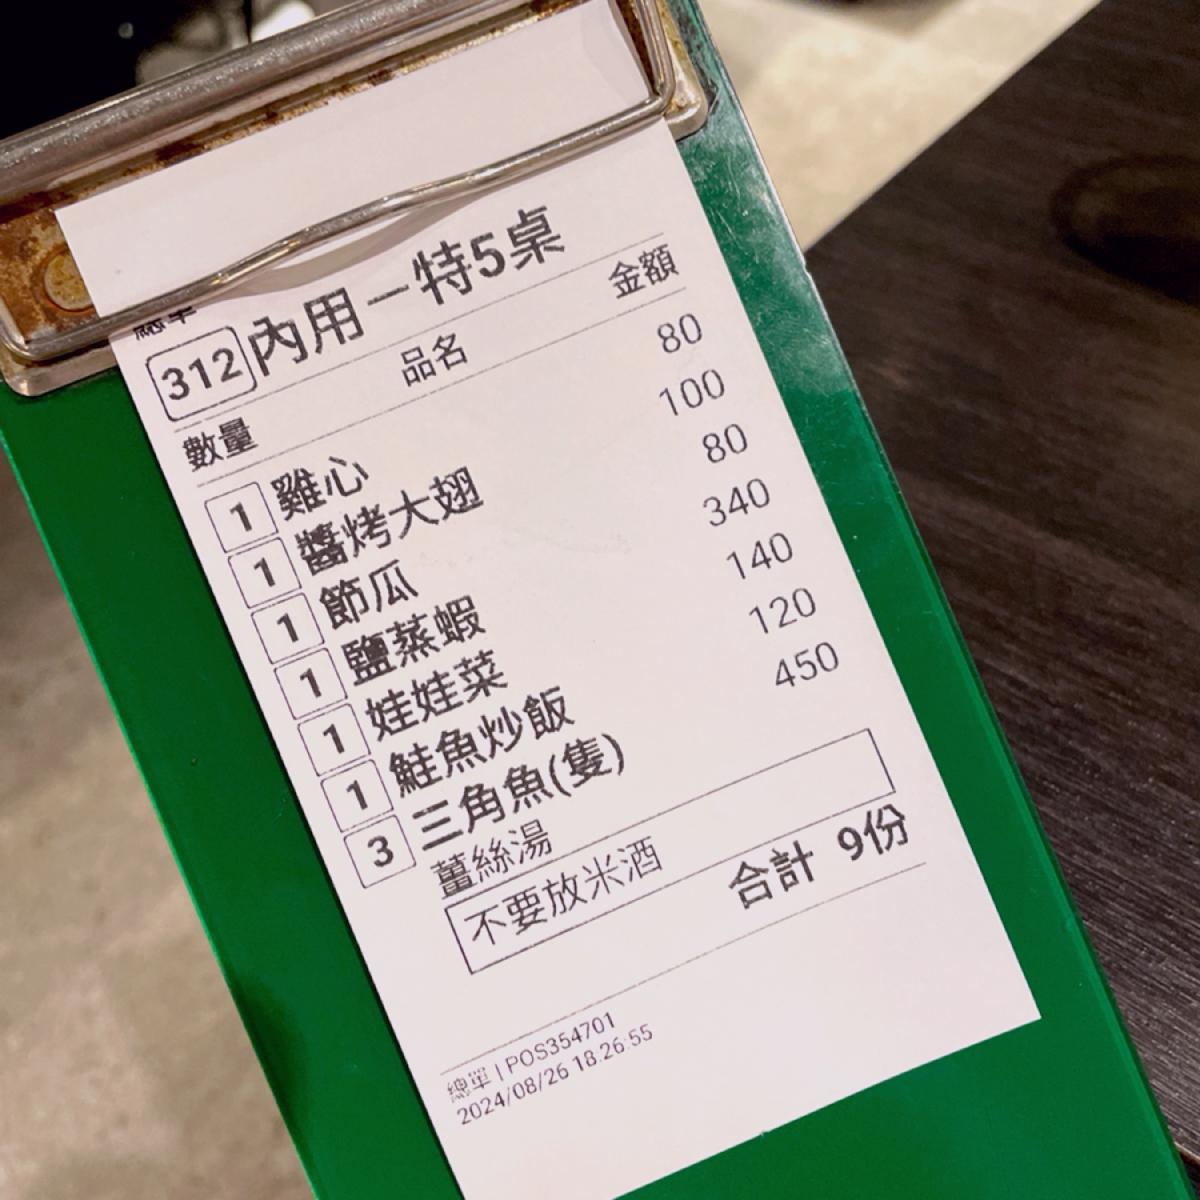 總單
312 內用－特5桌
數量 品名 金額
1 雞心 80
1 醬烤大翅 100
1 節瓜 80
1 鹽蒸蝦 340
1 娃娃菜 140
1 鮭魚炒飯 120
3 三角魚(隻) 450
薑絲湯
不要放米酒
合計 9份
總單 | POS354701
2024/08/26 18:26:55